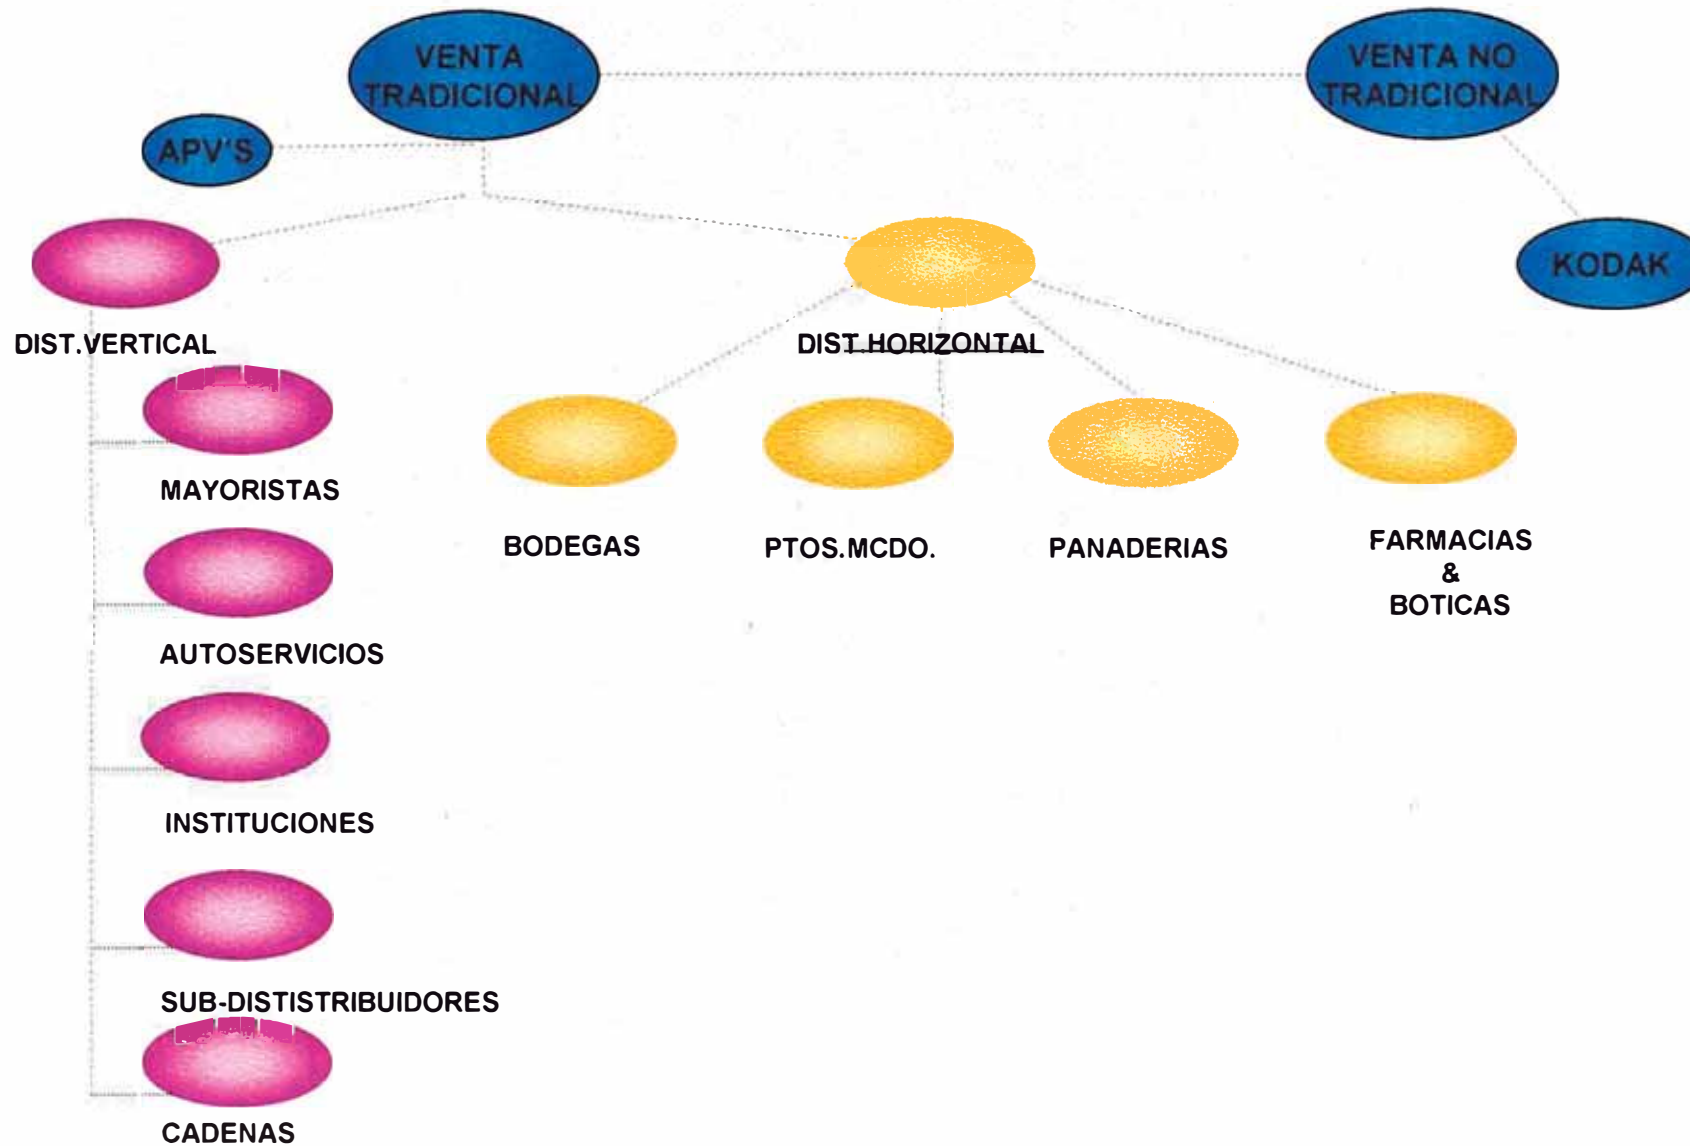 VENTA
TRADICIONAL
VENTA NO
TRADICIONAL
APV'S
KODAK
DIST.VERTICAL
DIST.HORIZONTAL
MAYORISTAS
BODEGAS
PTOS.MCDO.
PANADERIAS
FARMACIAS
&
BOTICAS
AUTOSERVICIOS
INSTITUCIONES
SUB-DISTISTRIBUIDORES
CADENAS